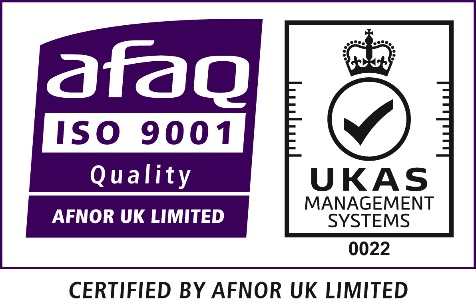 afaq
ISO 9001
Quality
AFNOR UK LIMITED
UKAS
MANAGEMENT
SYSTEMS
0022
CERTIFIED BY AFNOR UK LIMITED